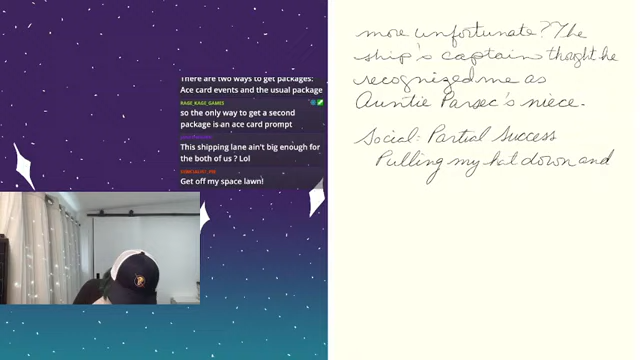 There are two ways to get packages:
Ace card events and the usual package
RAGE_KAGE_GAMES
so the only way to get a second
package is an ace card prompt
This shipping lane ain't big enough for
the both of us ? Lol
Get off my space lawn!
more unfortunate? The
ship's captain thought he
recognized me as
Auntie Parsec's niece.
Social: Partial Success
Pulling my hat down and